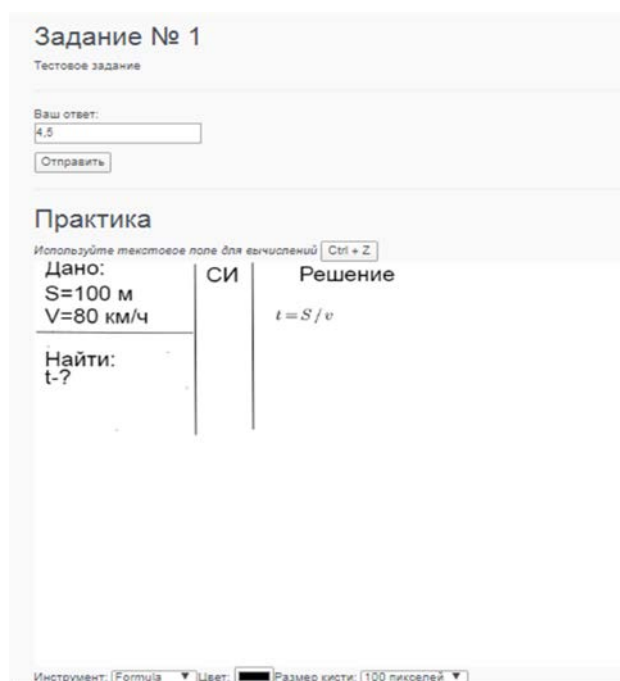 Задание № 1
Тестовое задание
Ваш ответ:
4,5
Отправить
Практика
Используйте текстовое поле для вычислений Ctrl + Z
Дано:
S=100 м
V=80 км/ч
Найти:
t-?
СИ
Решение
t = S / v
Инструмент: Formula ▼ Цвет: Размер кисти: 100 пикселей ▼